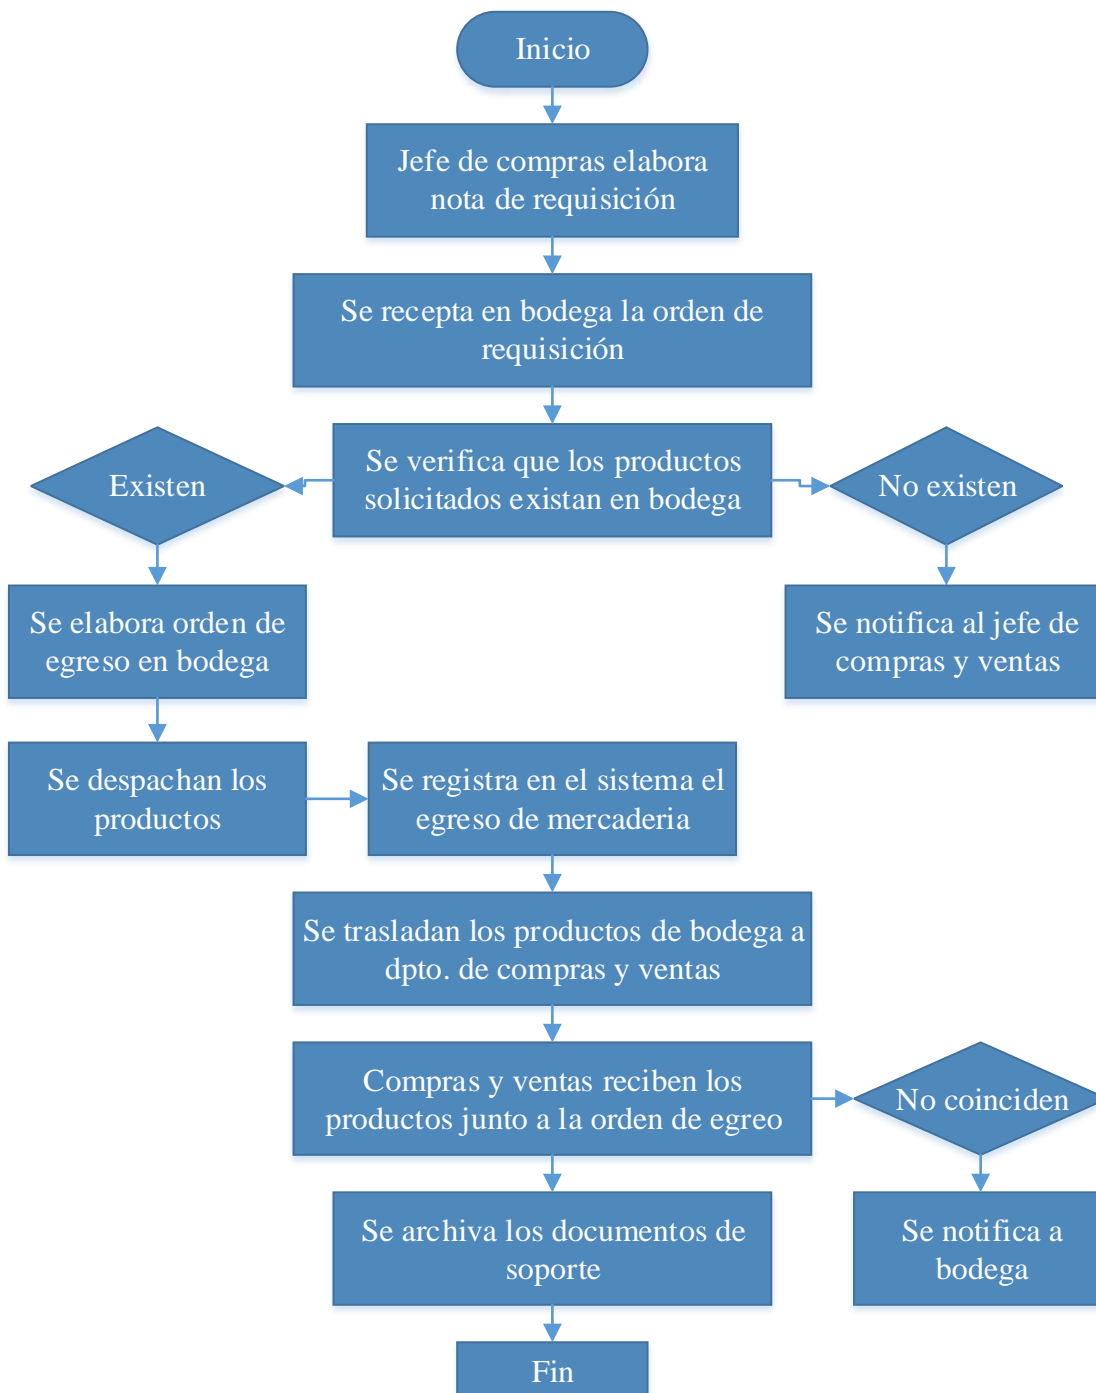 Inicio
Jefe de compras elabora
nota de requisición
Se recepta en bodega la orden de
requisición
Se verifica que los productos
solicitados existan en bodega
Existen
No existen
Se elabora orden de
egreso en bodega
Se notifica al jefe de
compras y ventas
Se despachan los
productos
Se registra en el sistema el
egreso de mercaderia
Se trasladan los productos de bodega a
dpto. de compras y ventas
Compras y ventas reciben los
productos junto a la orden de egreo
No coinciden
Se archiva los documentos de
soporte
Se notifica a
bodega
Fin